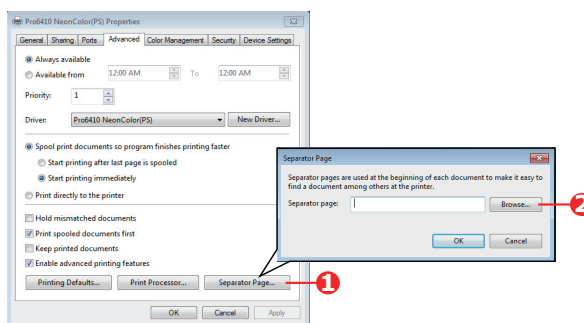 Pro6410 NeonColor(PS) Properties
General Sharing Ports Advanced Color Management Security Device Settings
Always available
Available from 12:00 AM To 12:00 AM
Priority: 1
Driver: Pro6410 NeonColor(PS) New Driver...
Spool print documents so program finishes printing faster
Start printing after last page is spooled
Start printing immediately
Print directly to the printer
Hold mismatched documents
Print spooled documents first
Keep printed documents
Enable advanced printing features
Printing Defaults... Print Processor... Separator Page... 1
OK Cancel Apply
Separator Page
Separator pages are used at the beginning of each document to make it easy to
find a document among others at the printer.
Separator page: Browse... 2
OK Cancel